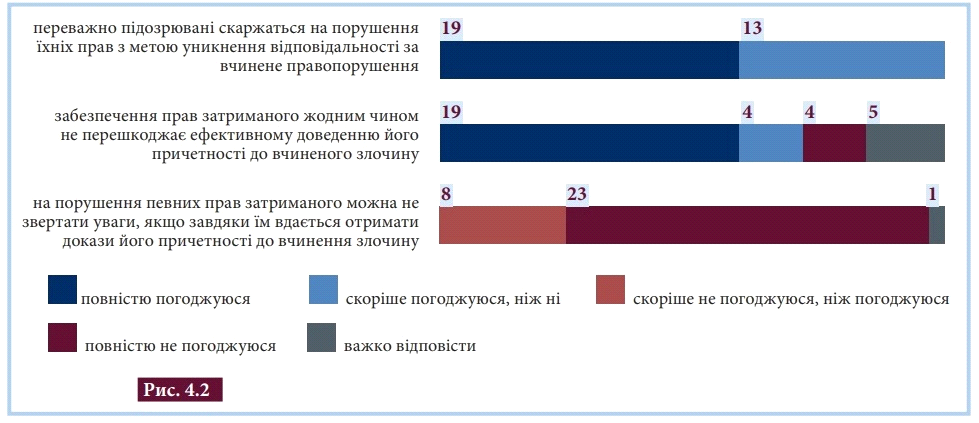 переважно підозрювані скаржаться на порушення
їхніх прав з метою уникнення відповідальності за
вчинене правопорушення
19 13
забезпечення прав затриманого жодним чином
не перешкоджає ефективному доведенню його
причетності до вчиненого злочину
19 4 4 5
на порушення певних прав затриманого можна не
звертати уваги, якщо завдяки їм вдається отримати
докази його причетності до вчинення злочину
8 23 1
повністю погоджуюся скоріше погоджуюся, ніж ні скоріше не погоджуюся, ніж погоджуюся
повністю не погоджуюся важко відповісти
Рис. 4.2